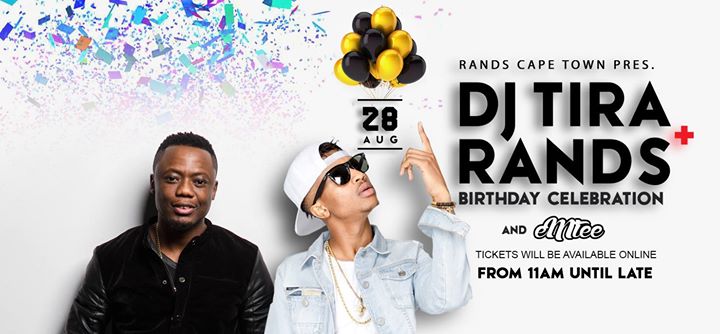 RANDS CAPE TOWN PRES.
28
AUG
DJ TIRA
+
RANDS
BIRTHDAY CELEBRATION
AND eMTee
TICKETS WILL BE AVAILABLE ONLINE
FROM 11AM UNTIL LATE